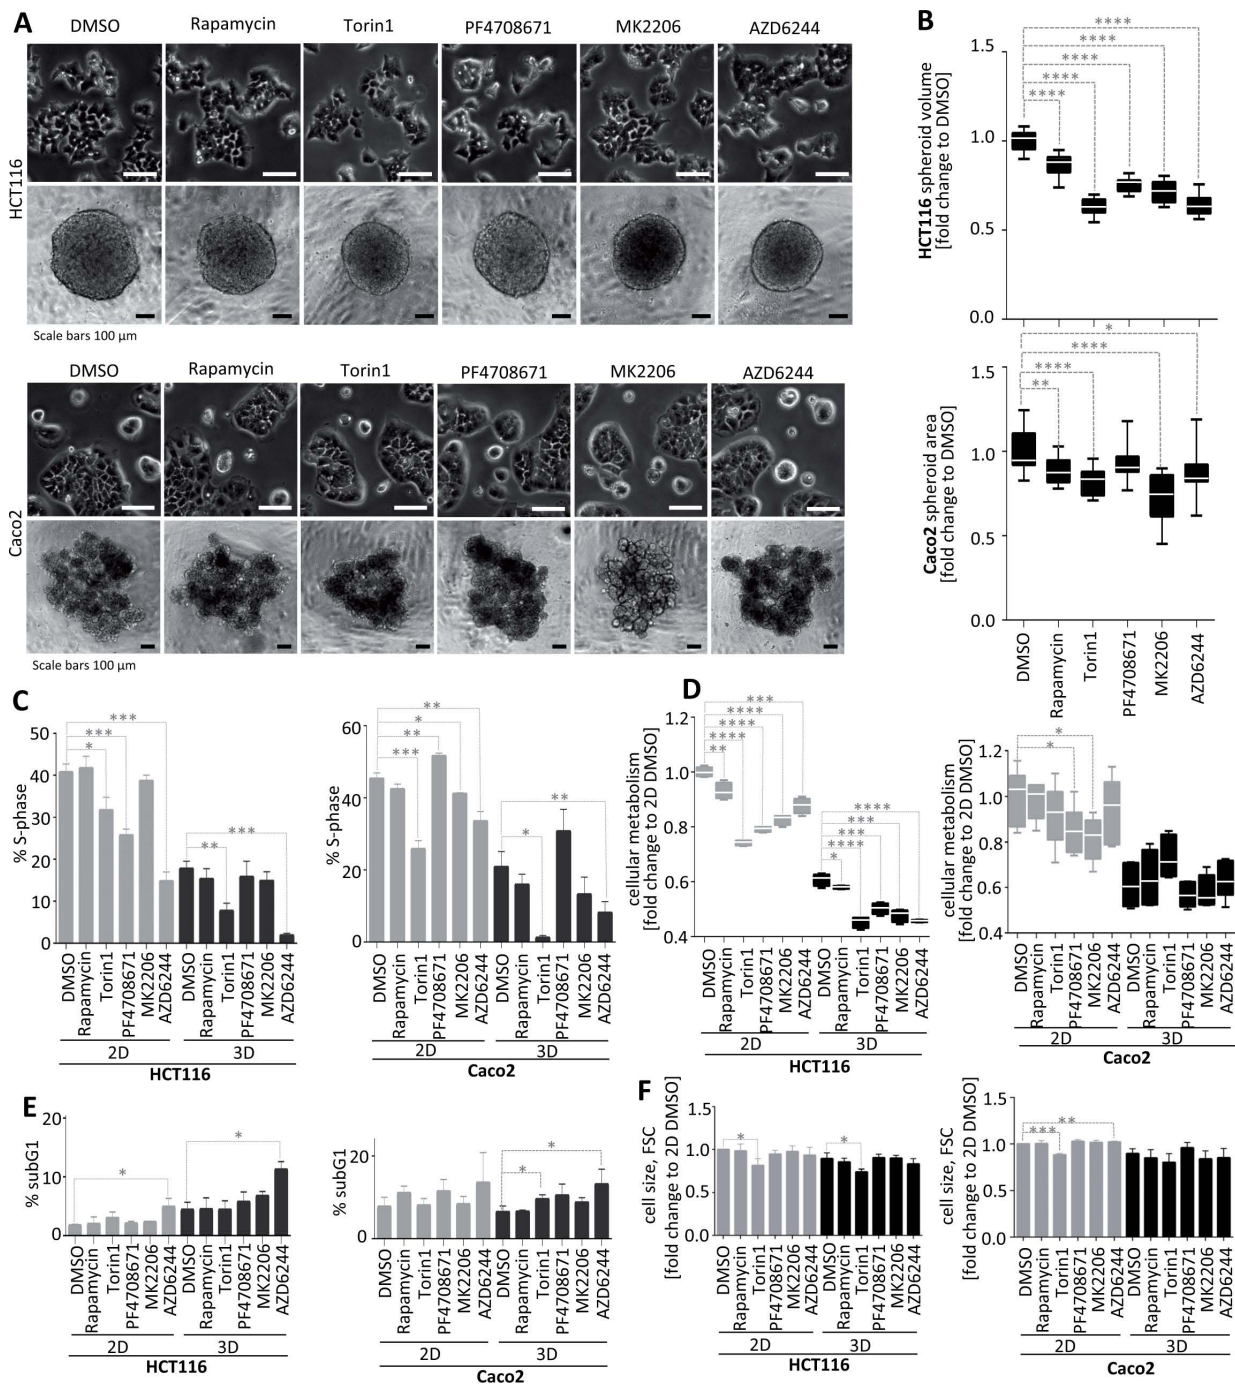 A
DMSO Rapamycin Torin1 PF4708671 MK2206 AZD6244
HCT116
Scale bars 100 µm
DMSO Rapamycin Torin1 PF4708671 MK2206 AZD6244
Caco2
Scale bars 100 µm
B
HCT116 spheroid volume
[fold change to DMSO]
1.5
1.0
0.5
0.0
****
****
****
****
****
Caco2 spheroid area
[fold change to DMSO]
1.5
1.0
0.5
0.0
*
****
****
**
DMSO
Rapamycin
Torin1
PF4708671
MK2206
AZD6244
C
% S-phase
50
40
30
20
10
0
***
***
*
***
**
DMSO
Rapamycin
Torin1
PF4708671
MK2206
AZD6244
DMSO
Rapamycin
Torin1
PF4708671
MK2206
AZD6244
2D 3D
HCT116
% S-phase
60
40
20
0
**
*
**
***
**
*
DMSO
Rapamycin
Torin1
PF4708671
MK2206
AZD6244
DMSO
Rapamycin
Torin1
PF4708671
MK2206
AZD6244
2D 3D
Caco2
D
cellular metabolism
[fold change to 2D DMSO]
1.2
1.0
0.8
0.6
0.4
***
****
****
****
**
****
***
***
****
*
DMSO
Rapamycin
Torin1
PF4708671
MK2206
AZD6244
DMSO
Rapamycin
Torin1
PF4708671
MK2206
AZD6244
2D 3D
HCT116
cellular metabolism
[fold change to 2D DMSO]
1.2
1.0
0.8
0.6
0.4
*
*
DMSO
Rapamycin
Torin1
PF4708671
MK2206
AZD6244
DMSO
Rapamycin
Torin1
PF4708671
MK2206
AZD6244
2D 3D
Caco2
E
% subG1
20
10
0
*
*
DMSO
Rapamycin
Torin1
PF4708671
MK2206
AZD6244
DMSO
Rapamycin
Torin1
PF4708671
MK2206
AZD6244
2D 3D
HCT116
% subG1
20
0
*
*
DMSO
Rapamycin
Torin1
PF4708671
MK2206
AZD6244
DMSO
Rapamycin
Torin1
PF4708671
MK2206
AZD6244
2D 3D
Caco2
F
cell size, FSC
[fold change to 2D DMSO]
1.5
1.0
0.5
0.0
*
*
DMSO
Rapamycin
Torin1
PF4708671
MK2206
AZD6244
DMSO
Rapamycin
Torin1
PF4708671
MK2206
AZD6244
2D 3D
HCT116
cell size, FSC
[fold change to 2D DMSO]
1.5
1.0
0.5
0.0
**
***
DMSO
Rapamycin
Torin1
PF4708671
MK2206
AZD6244
DMSO
Rapamycin
Torin1
PF4708671
MK2206
AZD6244
2D 3D
Caco2